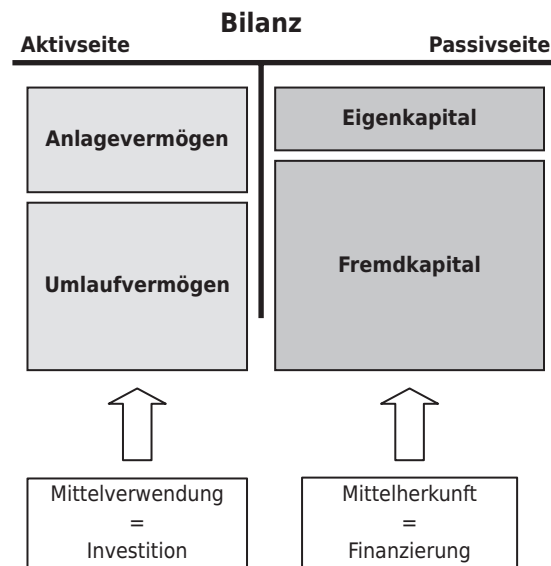 Bilanz
Aktivseite Passivseite
Anlagevermögen
Eigenkapital
Umlaufvermögen
Fremdkapital
Mittelverwendung
=
Investition
Mittelherkunft
=
Finanzierung